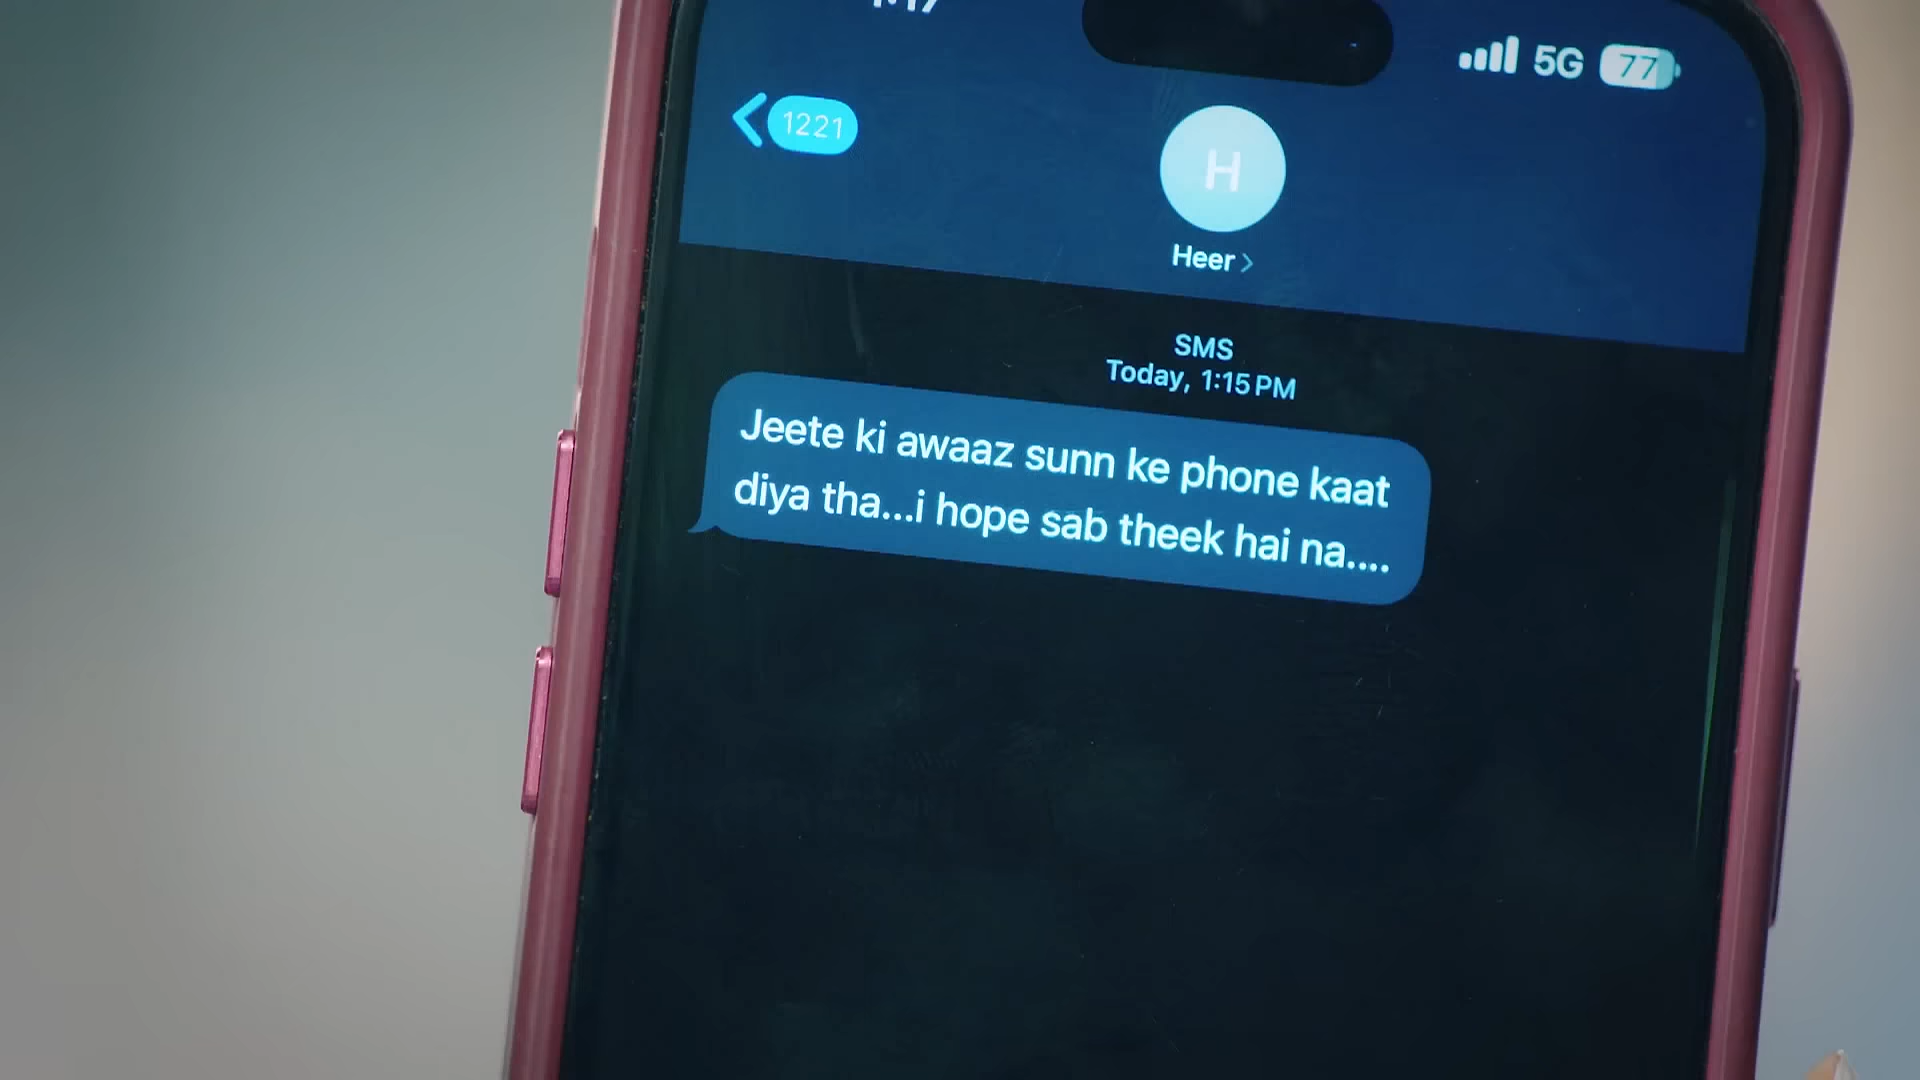 5G 77
1221
H
Heer >
SMS
Today, 1:15 PM
Jeete ki awaaz sunn ke phone kaat
diya tha...i hope sab theek hai na....